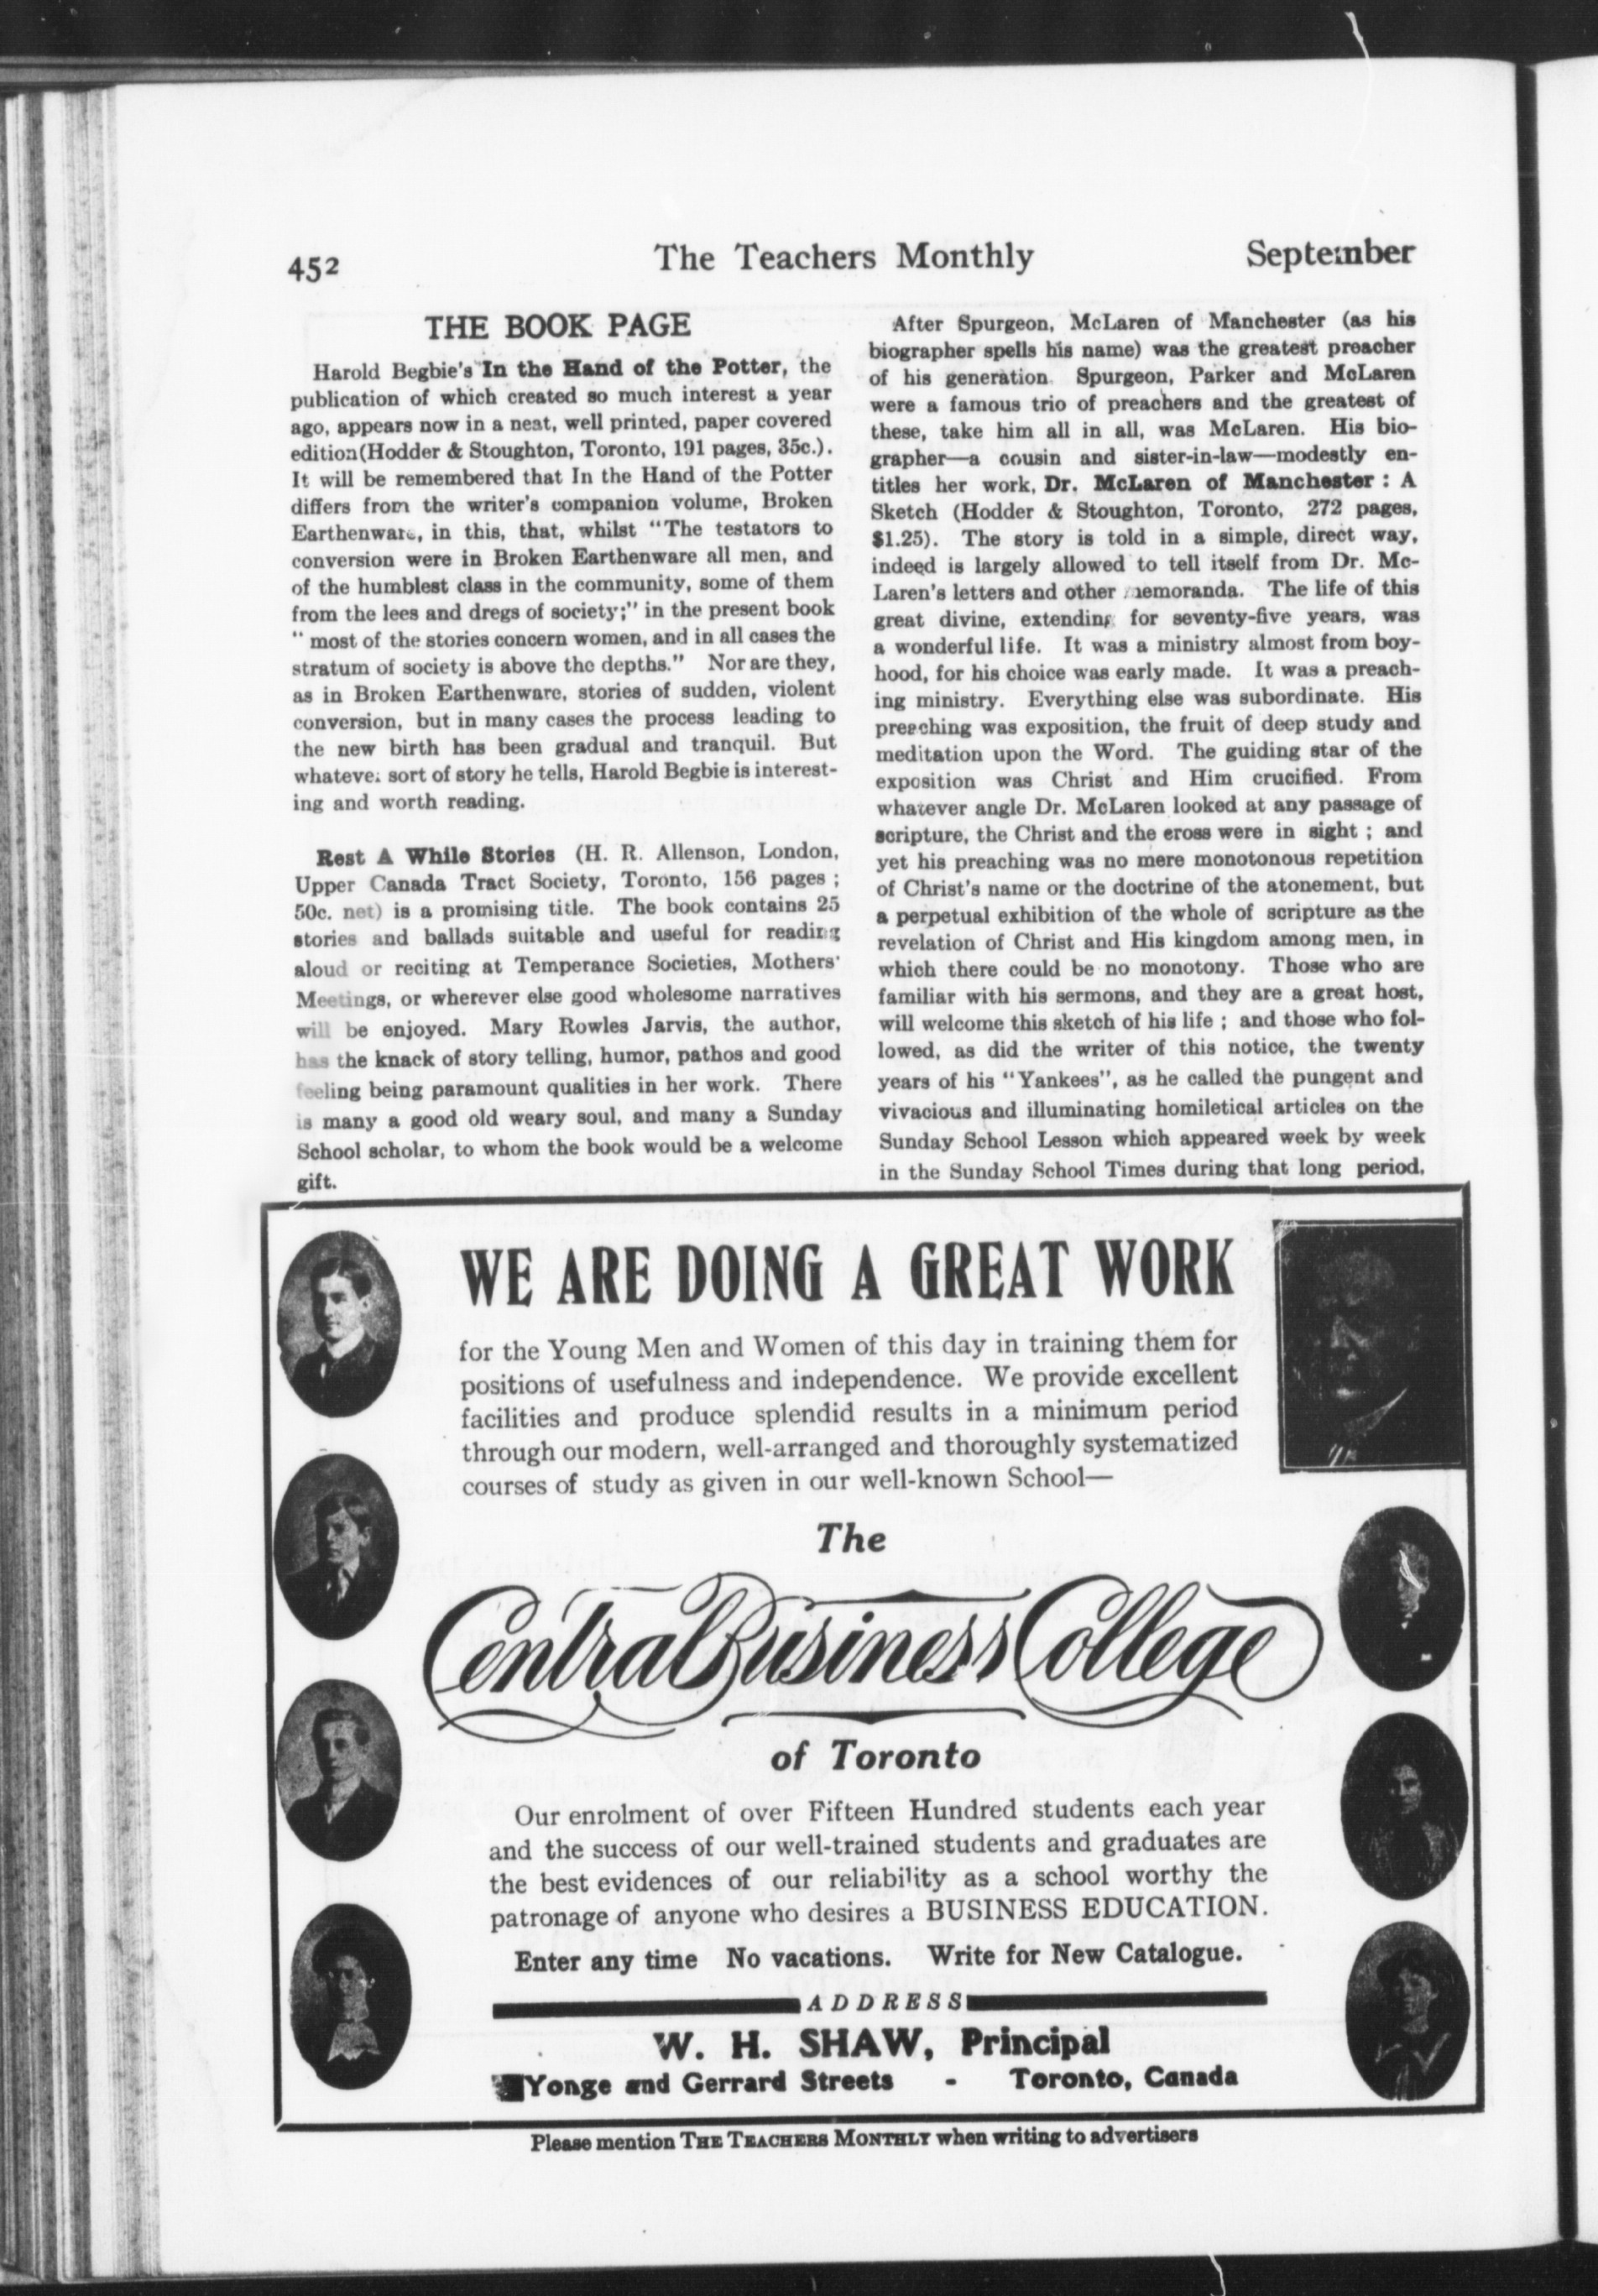 452
The Teachers Monthly
September
THE BOOK PAGE
Harold Begbie's In the Hand of the Potter, the
publication of which created so much interest a year
ago, appears now in a neat, well printed, paper covered
edition(Hodder & Stoughton, Toronto, 191 pages, 35c.).
It will be remembered that In the Hand of the Potter
differs from the writer's companion volume, Broken
Earthenware, in this, that, whilst "The testators to
conversion were in Broken Earthenware all men, and
of the humblest class in the community, some of them
from the lees and dregs of society;" in the present book
" most of the stories concern women, and in all cases the
stratum of society is above the depths." Nor are they,
as in Broken Earthenware, stories of sudden, violent
conversion, but in many cases the process leading to
the new birth has been gradual and tranquil. But
whatever sort of story he tells, Harold Begbie is interest-
ing and worth reading.
Rest A While Stories (H. R. Allenson, London,
Upper Canada Tract Society, Toronto, 156 pages ;
50c. net) is a promising title. The book contains 25
stories and ballads suitable and useful for reading
aloud or reciting at Temperance Societies, Mothers'
Meetings, or wherever else good wholesome narratives
will be enjoyed. Mary Rowles Jarvis, the author,
has the knack of story telling, humor, pathos and good
feeling being paramount qualities in her work. There
is many a good old weary soul, and many a Sunday
School scholar, to whom the book would be a welcome
gift.
After Spurgeon, McLaren of Manchester (as his
biographer spells his name) was the greatest preacher
of his generation. Spurgeon, Parker and McLaren
were a famous trio of preachers and the greatest of
these, take him all in all, was McLaren. His bio-
grapher—a cousin and sister-in-law—modestly en-
titles her work, Dr. McLaren of Manchester : A
Sketch (Hodder & Stoughton, Toronto, 272 pages,
$1.25). The story is told in a simple, direct way,
indeed is largely allowed to tell itself from Dr. Mc-
Laren's letters and other memoranda. The life of this
great divine, extending for seventy-five years, was
a wonderful life. It was a ministry almost from boy-
hood, for his choice was early made. It was a preach-
ing ministry. Everything else was subordinate. His
preaching was exposition, the fruit of deep study and
meditation upon the Word. The guiding star of the
exposition was Christ and Him crucified. From
whatever angle Dr. McLaren looked at any passage of
scripture, the Christ and the cross were in sight ; and
yet his preaching was no mere monotonous repetition
of Christ's name or the doctrine of the atonement, but
a perpetual exhibition of the whole of scripture as the
revelation of Christ and His kingdom among men, in
which there could be no monotony. Those who are
familiar with his sermons, and they are a great host,
will welcome this sketch of his life ; and those who fol-
lowed, as did the writer of this notice, the twenty
years of his "Yankees", as he called the pungent and
vivacious and illuminating homiletical articles on the
Sunday School Lesson which appeared week by week
in the Sunday School Times during that long period,
WE ARE DOING A GREAT WORK
for the Young Men and Women of this day in training them for
positions of usefulness and independence. We provide excellent
facilities and produce splendid results in a minimum period
through our modern, well-arranged and thoroughly systematized
courses of study as given in our well-known School—
The
Central Business College
of Toronto
Our enrolment of over Fifteen Hundred students each year
and the success of our well-trained students and graduates are
the best evidences of our reliability as a school worthy the
patronage of anyone who desires a BUSINESS EDUCATION.
Enter any time No vacations. Write for New Catalogue.
ADDRESS
W. H. SHAW, Principal
Yonge and Gerrard Streets - Toronto, Canada
Please mention THE TEACHERS MONTHLY when writing to advertisers